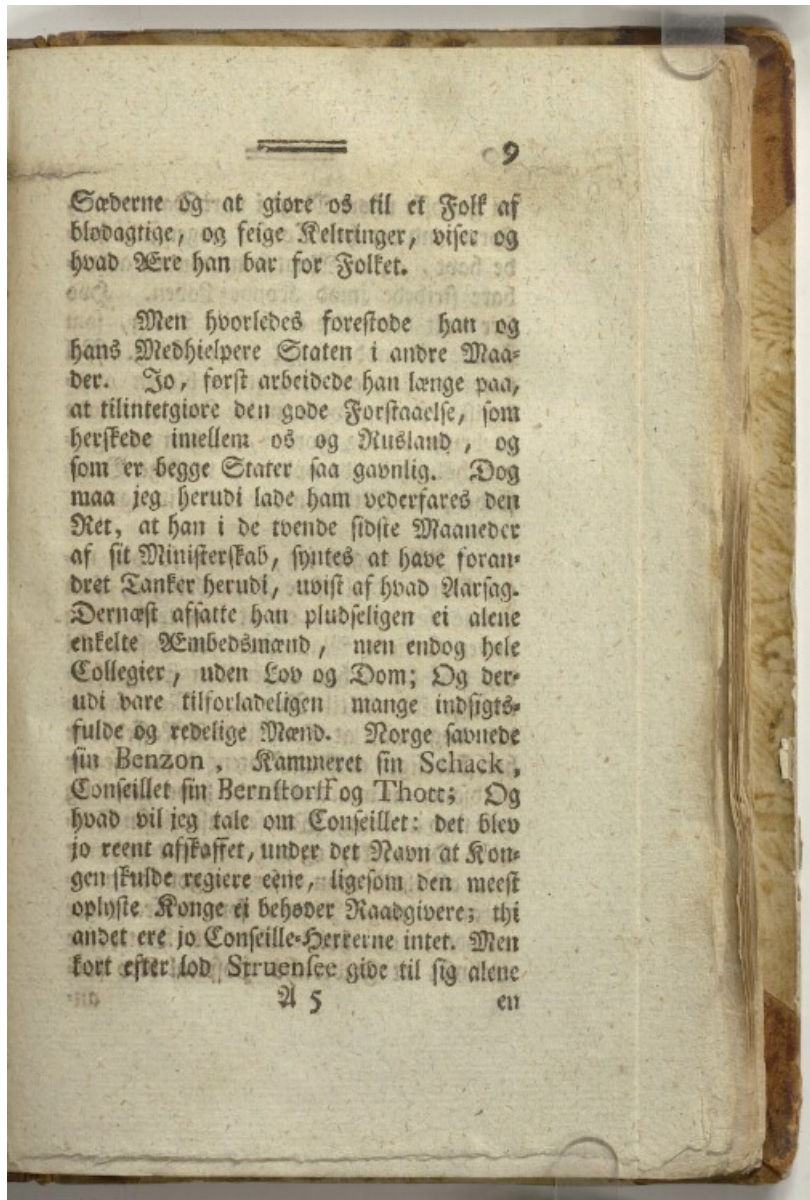 9
Sæderne og at giøre os til et Folk af
blødagtige, og feige Keltringer, viser og
hvad Ære han bar for Folket.
Men hvorledes forestode han og
hans Medhielpere Staten i andre Maa-
der. Jo, først arbeidede han længe paa,
at tilintetgiøre den gode Forstaaelse, som
herskede imellem os og Rusland, og
som er begge Stater saa gavnlig. Dog
maa jeg herudi lade ham vederfares den
Ret, at han i de tvende sidste Maaneder
af sit Ministerskab, syntes at have foran-
dret Tanker herudi, uvist af hvad Aarsag.
Dernæst afsatte han pludseligen ei alene
enkelte Æmbedsmænd, men endog hele
Collegier, uden Lov og Dom; Og der-
udi vare tilforladeligen mange indsigts-
fulde og redelige Mænd. Norge savnede
sin Benzon, Kammeret sin Schack,
Conseillet sin Bernstorff og Thott; Og
hvad vil jeg tale om Conseillet: det blev
jo reent afskaffet, under det Navn at Kon-
gen skulde regiere eene, ligesom den meest
oplyste Konge ei behøver Raadgivere; thi
andet ere jo Conseille-Herrerne intet. Men
kort efter lod Struensee give til sig alene
A 5 en